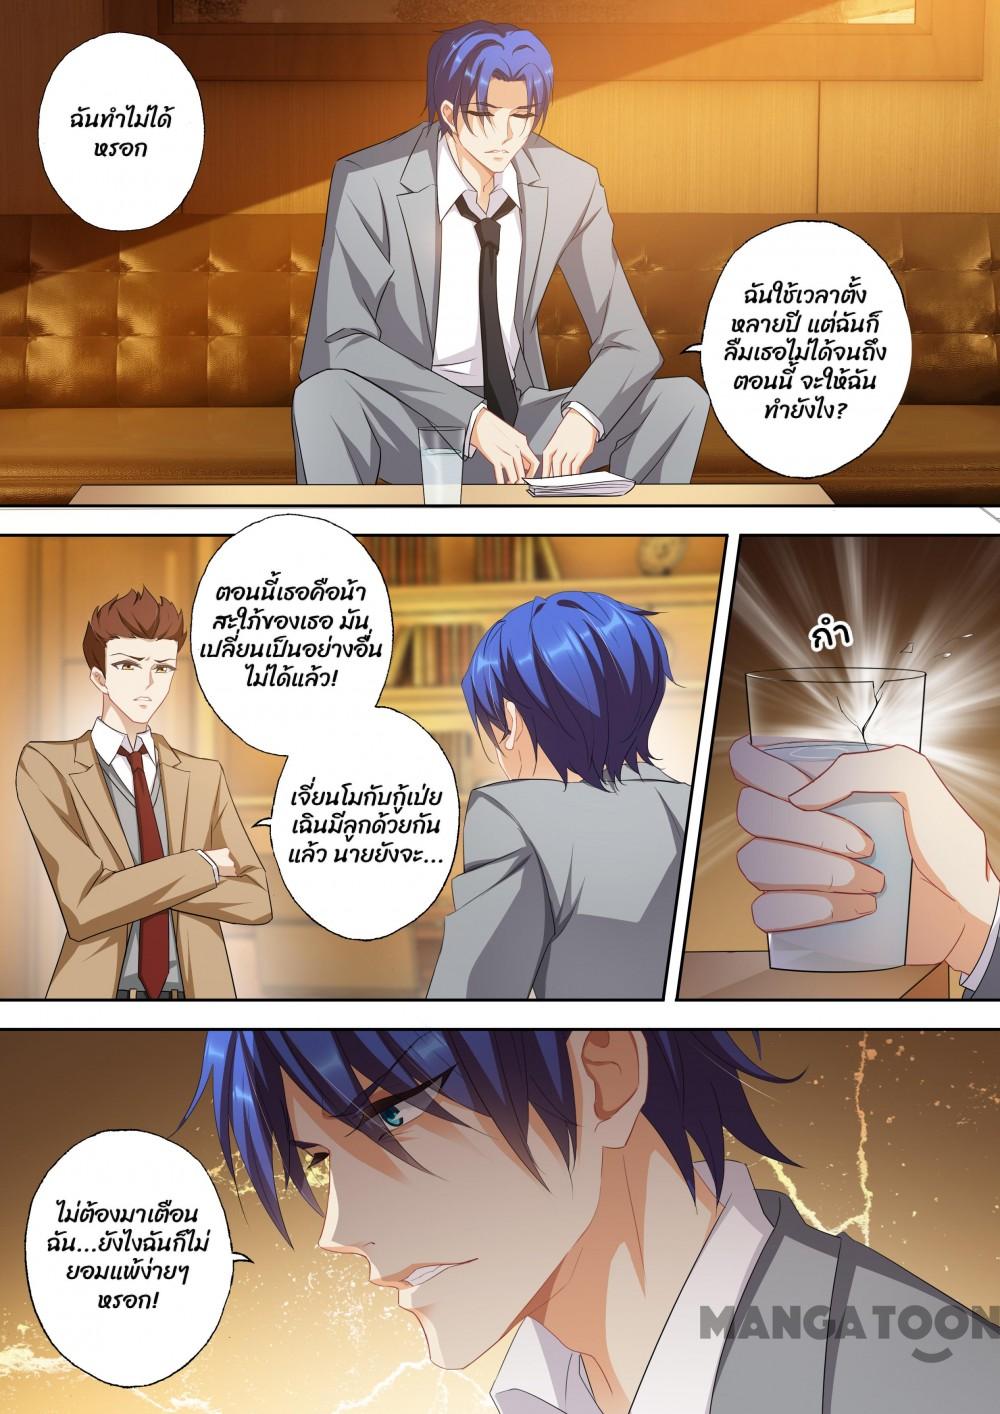 ฉันทำไม่ได้
หรอก
ฉันใช้เวลาตั้ง
หลายปี แต่ฉันก็
ลืมเธอไม่ได้จนถึง
ตอนนี้ จะให้ฉัน
ทำยังไง?
ตอนนี้เธอคือน้า
สะใภ้ของเธอ มัน
เปลี่ยนเป็นอย่างอื่น
ไม่ได้แล้ว!
เจี่ยนโมกับกู้เป่ย
เฉินมีลูกด้วยกัน
แล้ว นายยังจะ...
กำ
ไม่ต้องมาเตือน
ฉัน...ยังไงฉันก็ไม่
ยอมแพ้ง่ายๆ
หรอก!
MANGATOON